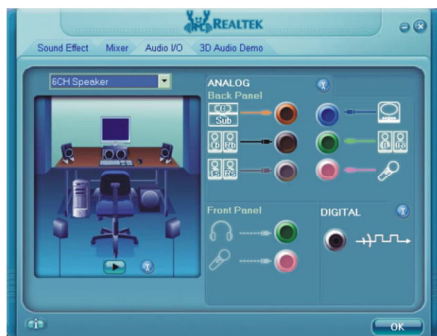 REALTEK
Sound Effect Mixer Audio I/O 3D Audio Demo
6CH Speaker
ANALOG
Back Panel
Sub
Front Panel
DIGITAL
OK